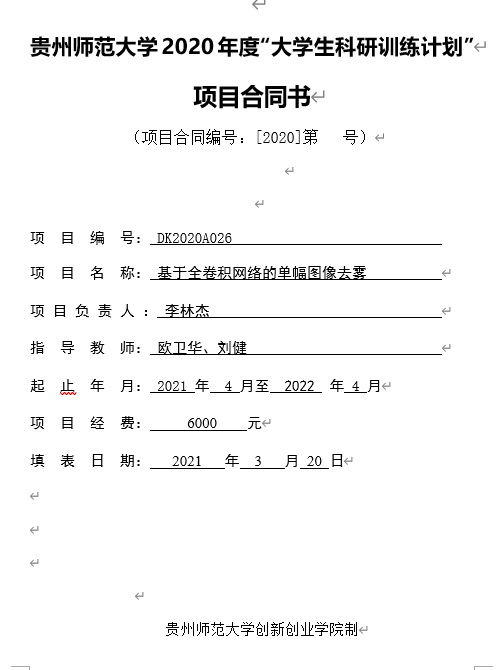 贵州师范大学2020年度“大学生科研训练计划”
项目合同书
（项目合同编号：[2020]第 号）
项 目 编 号： DK2020A026
项 目 名 称： 基于全卷积网络的单幅图像去雾
项 目 负 责 人 ： 李林杰
指 导 教 师： 欧卫华、刘健
起 止 年 月： 2021 年 4 月至 2022 年 4 月
项 目 经 费： 6000 元
填 表 日 期： 2021 年 3 月 20 日
贵州师范大学创新创业学院制